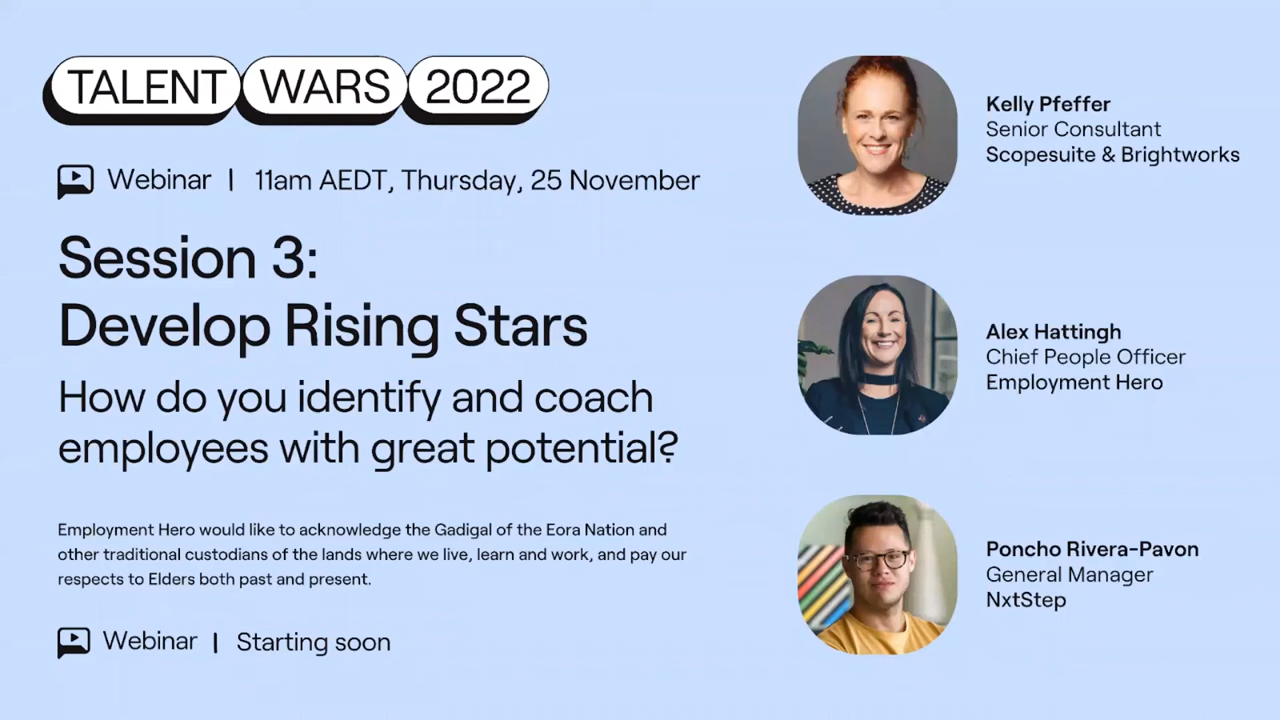 TALENT WARS 2022
Webinar | 11am AEDT, Thursday, 25 November
Session 3:
Develop Rising Stars
How do you identify and coach
employees with great potential?
Employment Hero would like to acknowledge the Gadigal of the Eora Nation and
other traditional custodians of the lands where we live, learn and work, and pay our
respects to Elders both past and present.
Webinar | Starting soon
Kelly Pfeffer
Senior Consultant
Scopesuite & Brightworks
Alex Hattingh
Chief People Officer
Employment Hero
Poncho Rivera-Pavon
General Manager
NxtStep